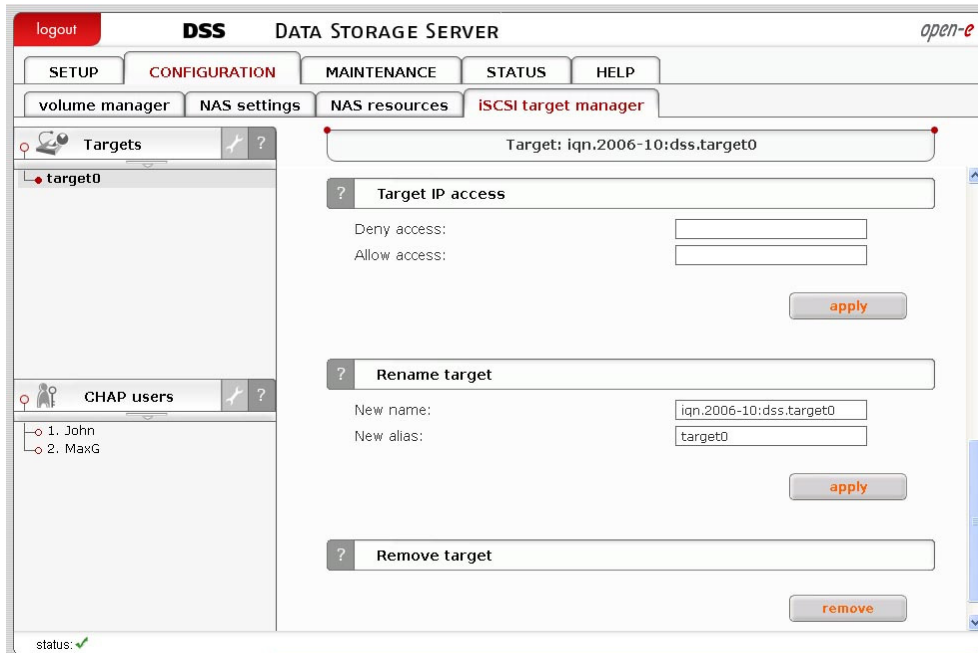 logout DSS DATA STORAGE SERVER open-e
SETUP CONFIGURATION MAINTENANCE STATUS HELP
volume manager NAS settings NAS resources iSCSI target manager
Targets ?
target0
Target: iqn.2006-10:dss.target0
? Target IP access
Deny access:
Allow access:
apply
? Rename target
New name: iqn.2006-10:dss.target0
New alias: target0
apply
? Remove target
remove
CHAP users ?
1. John
2. MaxG
status: